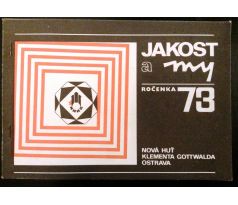 JAKOST
a my
ROČENKA 73
NOVÁ HUŤ
KLEMENTA GOTTWALDA
OSTRAVA